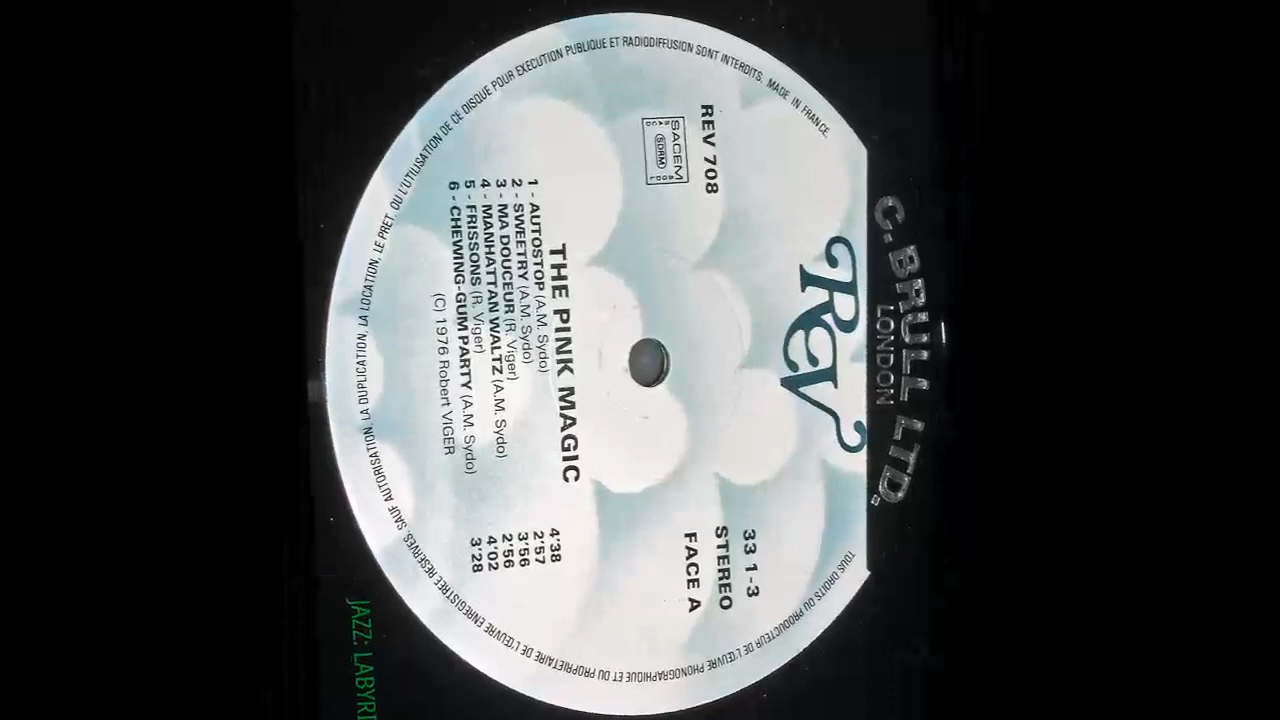 C. BRULL LTD.
LONDON
REV
REV 708
SACEM
SACD
SDRM
SGDL
33 1-3
STEREO
FACE A
THE PINK MAGIC
1 - AUTOSTOP (A.M. Sydo) 4'38
2 - SWEETRY (A.M. Sydo) 2'57
3 - MA DOUCEUR (R. Viger) 3'56
4 - MANHATTAN WALTZ (A.M. Sydo) 2'56
5 - FRISSONS (R. Viger) 4'02
6 - CHEWING-GUM PARTY (A.M. Sydo) 3'28
(C) 1976 Robert VIGER
TOUS DROITS DU PRODUCTEUR DE L'ŒUVRE PHONOGRAPHIQUE ET DU PROPRIETAIRE DE L'ŒUVRE ENREGISTREE RESERVES. SAUF AUTORISATION, LA DUPLICATION, LA LOCATION, LE PRET, OU L'UTILISATION DE CE DISQUE POUR EXECUTION PUBLIQUE ET RADIODIFFUSION SONT INTERDITS. MADE IN FRANCE.
JAZZ: LABYRI